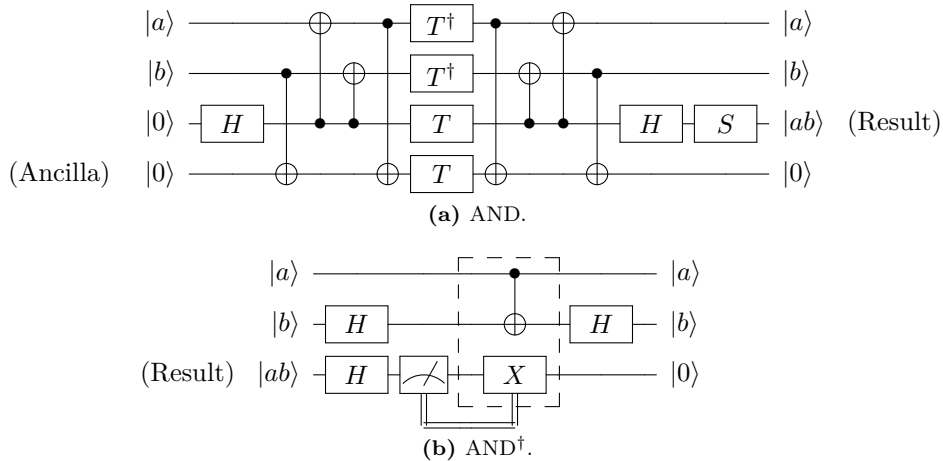 |a⟩ T† |a⟩
|b⟩ T† |b⟩
|0⟩ H T H S |ab⟩ (Result)
(Ancilla) |0⟩ T |0⟩
(a) AND.
|a⟩ |a⟩
|b⟩ H H |b⟩
(Result) |ab⟩ H X |0⟩
(b) AND†.